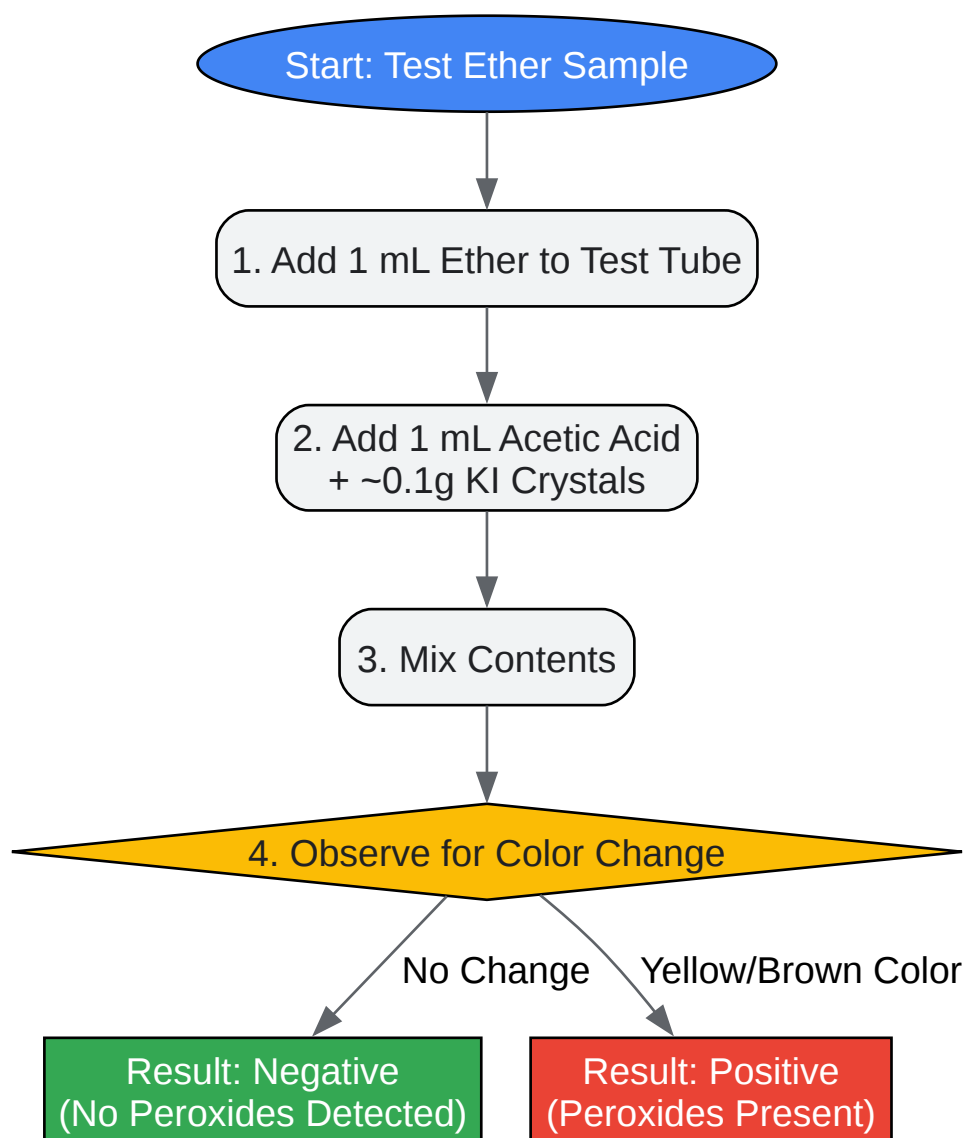 Start: Test Ether Sample
1. Add 1 mL Ether to Test Tube
2. Add 1 mL Acetic Acid
+ ~0.1g KI Crystals
3. Mix Contents
4. Observe for Color Change
No Change
Yellow/Brown Color
Result: Negative
(No Peroxides Detected)
Result: Positive
(Peroxides Present)